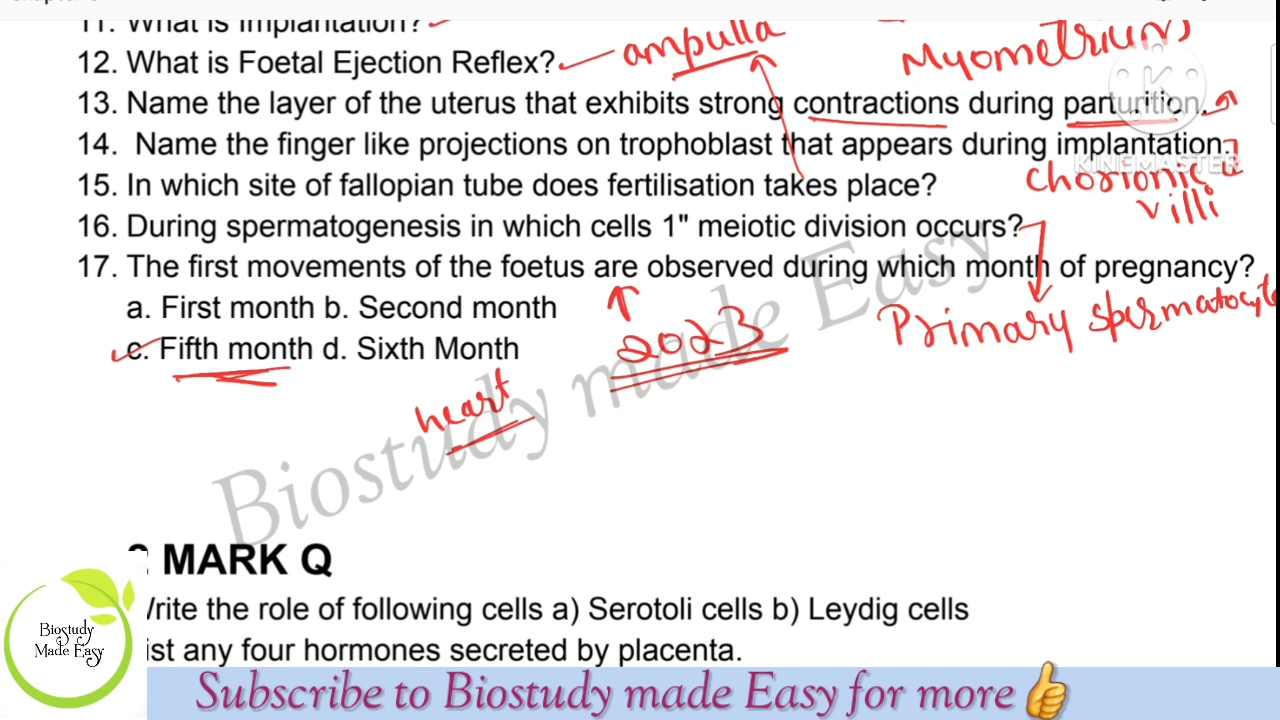 11. What is Implantation?
12. What is Foetal Ejection Reflex?
ampulla
Myometrium
13. Name the layer of the uterus that exhibits strong contractions during parturition.
14. Name the finger like projections on trophoblast that appears during implantation.
KINEMASTER
chorionic
villi
15. In which site of fallopian tube does fertilisation takes place?
16. During spermatogenesis in which cells 1" meiotic division occurs?
17. The first movements of the foetus are observed during which month of pregnancy?
a. First month b. Second month
Primary spermatocyte
2023
c. Fifth month d. Sixth Month
heart
Biostudy made Easy
MARK Q
Write the role of following cells a) Serotoli cells b) Leydig cells
ist any four hormones secreted by placenta.
Biostudy
Made Easy
Subscribe to Biostudy made Easy for more